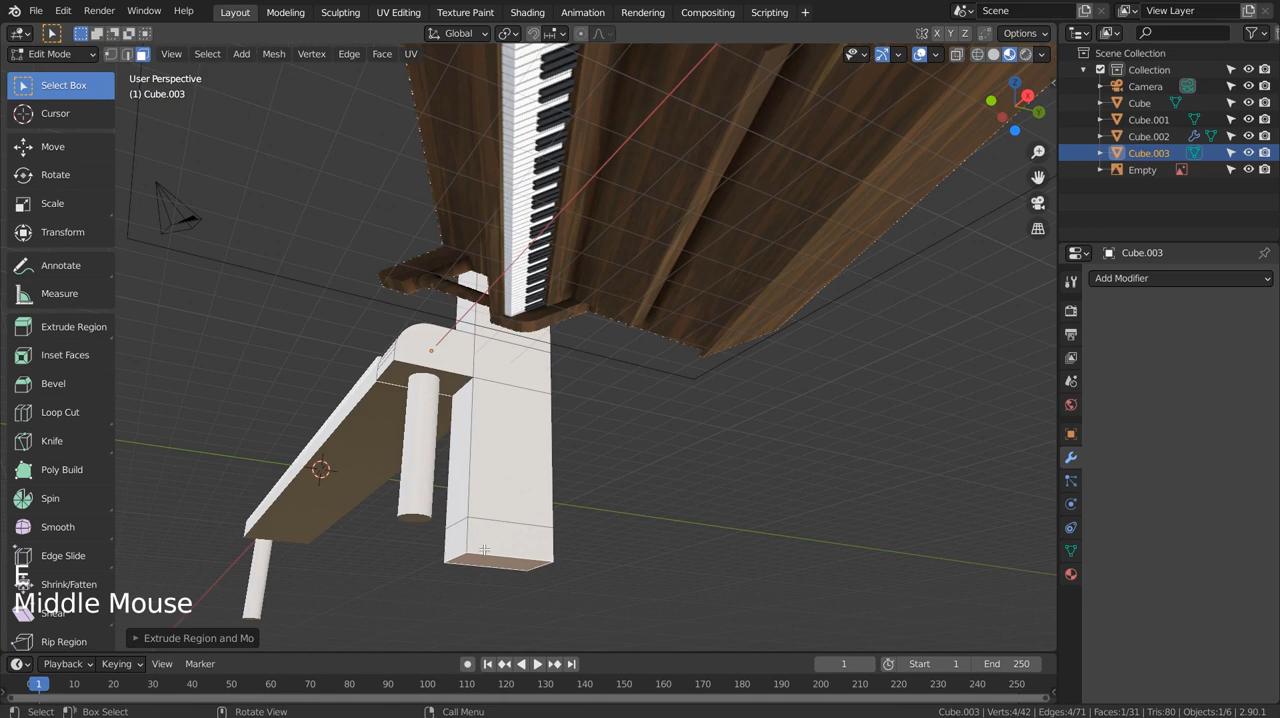 File Edit Render Window Help Layout Modeling Sculpting UV Editing Texture Paint Shading Animation Rendering Compositing Scripting + Scene View Layer
Global X Y Z Options
Edit Mode View Select Add Mesh Vertex Edge Face UV
User Perspective
(1) Cube.003
Select Box
Cursor
Move
Rotate
Scale
Transform
Annotate
Measure
Extrude Region
Inset Faces
Bevel
Loop Cut
Knife
Poly Build
Spin
Smooth
Edge Slide
Shrink/Fatten
Shear
Rip Region
E
Middle Mouse
Extrude Region and Mo
Z
X
Y
Scene Collection
Collection
Camera
Cube
Cube.001
Cube.002
Cube.003
Empty
Cube.003
Add Modifier
Playback Keying View Marker 1 Start 1 End 250
1 10 20 30 40 50 60 70 80 90 100 110 120 130 140 150 160 170 180 190 200 210 220 230 240 250
Select Box Select Rotate View Call Menu Cube.003 | Verts:4/42 | Edges:4/71 | Faces:1/31 | Tris:80 | Objects:1/6 | 2.90.1